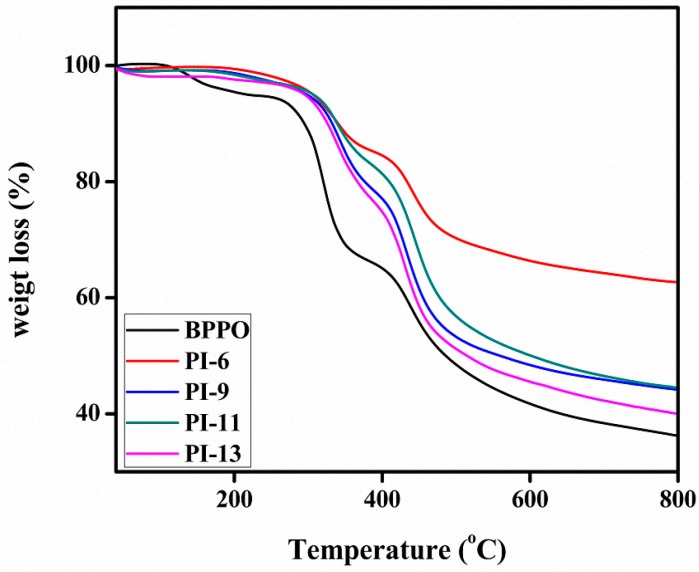 100
80
60
40
weigt loss (%)
BPPO
PI-6
PI-9
PI-11
PI-13
200 400 600 800
Temperature (°C)